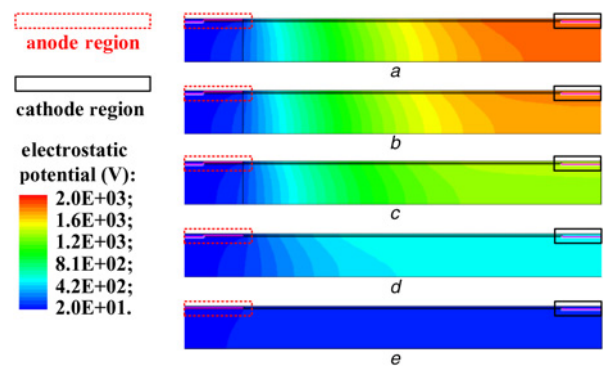 anode region
cathode region
electrostatic
potential (V):
2.0E+03;
1.6E+03;
1.2E+03;
8.1E+02;
4.2E+02;
2.0E+01.
a
b
c
d
e